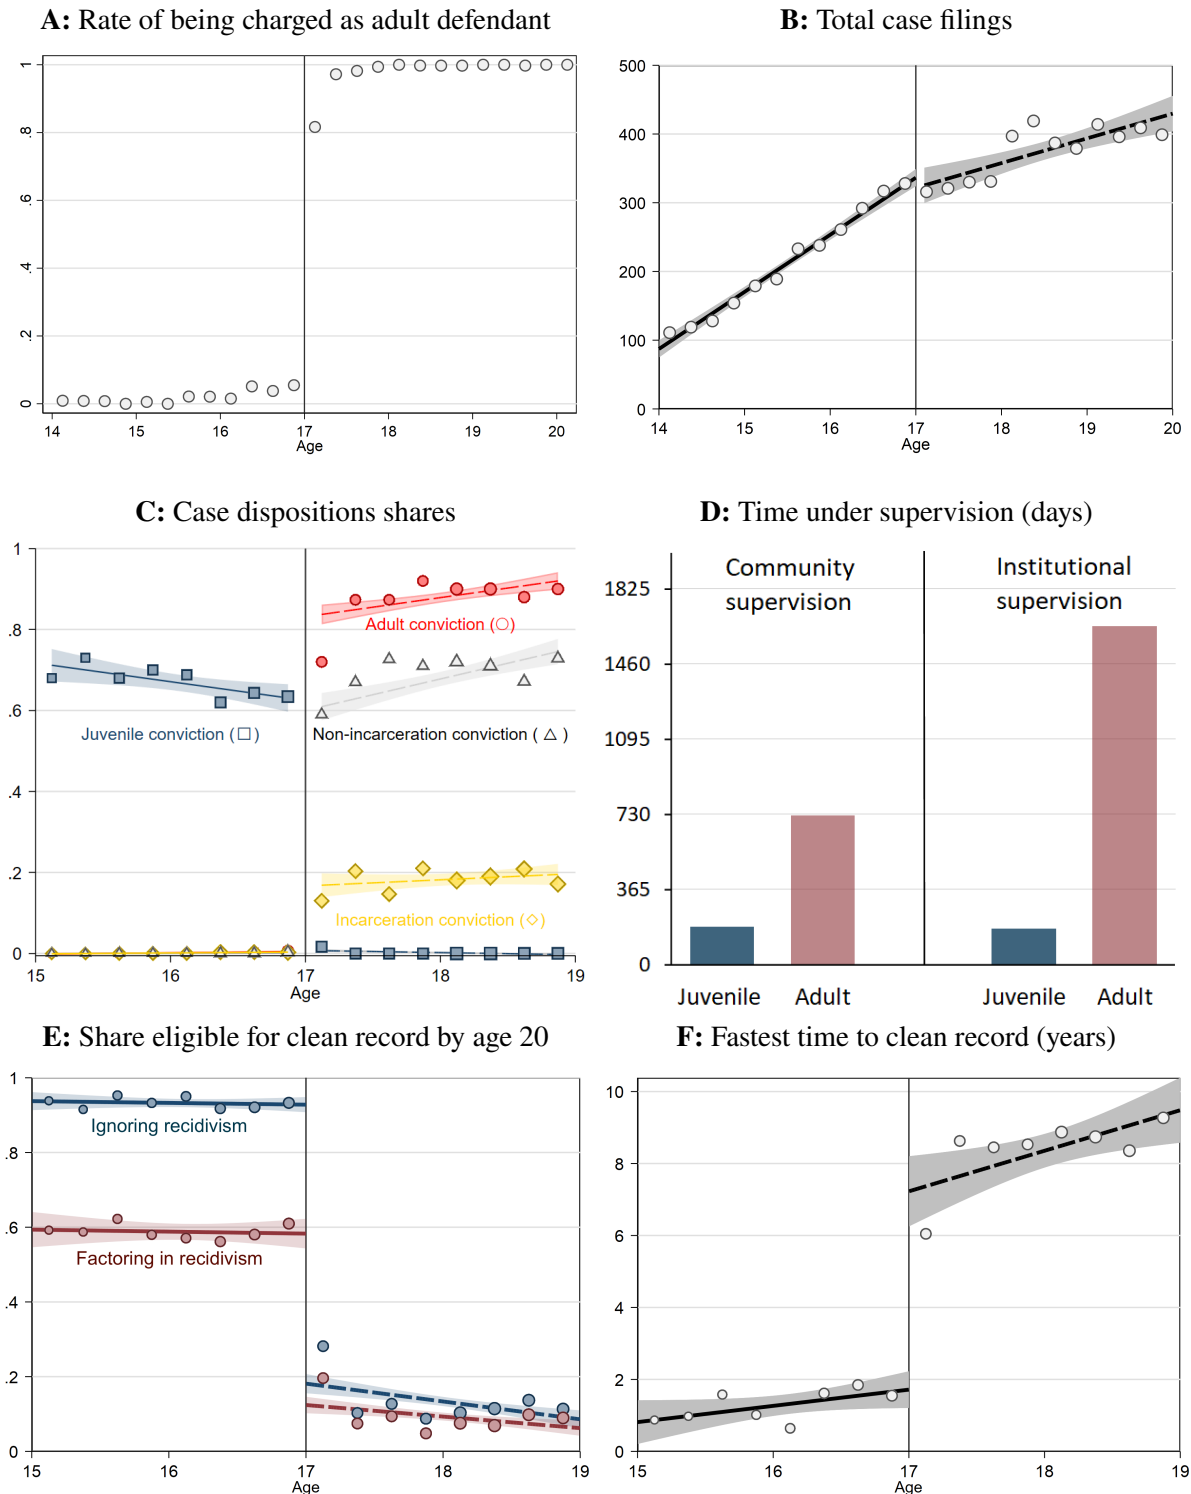 A: Rate of being charged as adult defendant
1
.8
.6
.4
.2
0
14 15 16 17 18 19 20
Age
B: Total case filings
500
400
300
200
100
0
14 15 16 17 18 19 20
Age
C: Case dispositions shares
1
.8
.6
.4
.2
0
Adult conviction (○)
Juvenile conviction (□)
Non-incarceration conviction (△)
Incarceration conviction (◇)
15 16 17 18 19
Age
D: Time under supervision (days)
Community
supervision
Institutional
supervision
1825
1460
1095
730
365
0
Juvenile Adult Juvenile Adult
E: Share eligible for clean record by age 20
1
.8
.6
.4
.2
0
Ignoring recidivism
Factoring in recidivism
15 16 17 18 19
Age
F: Fastest time to clean record (years)
10
8
6
4
2
0
15 16 17 18 19
Age